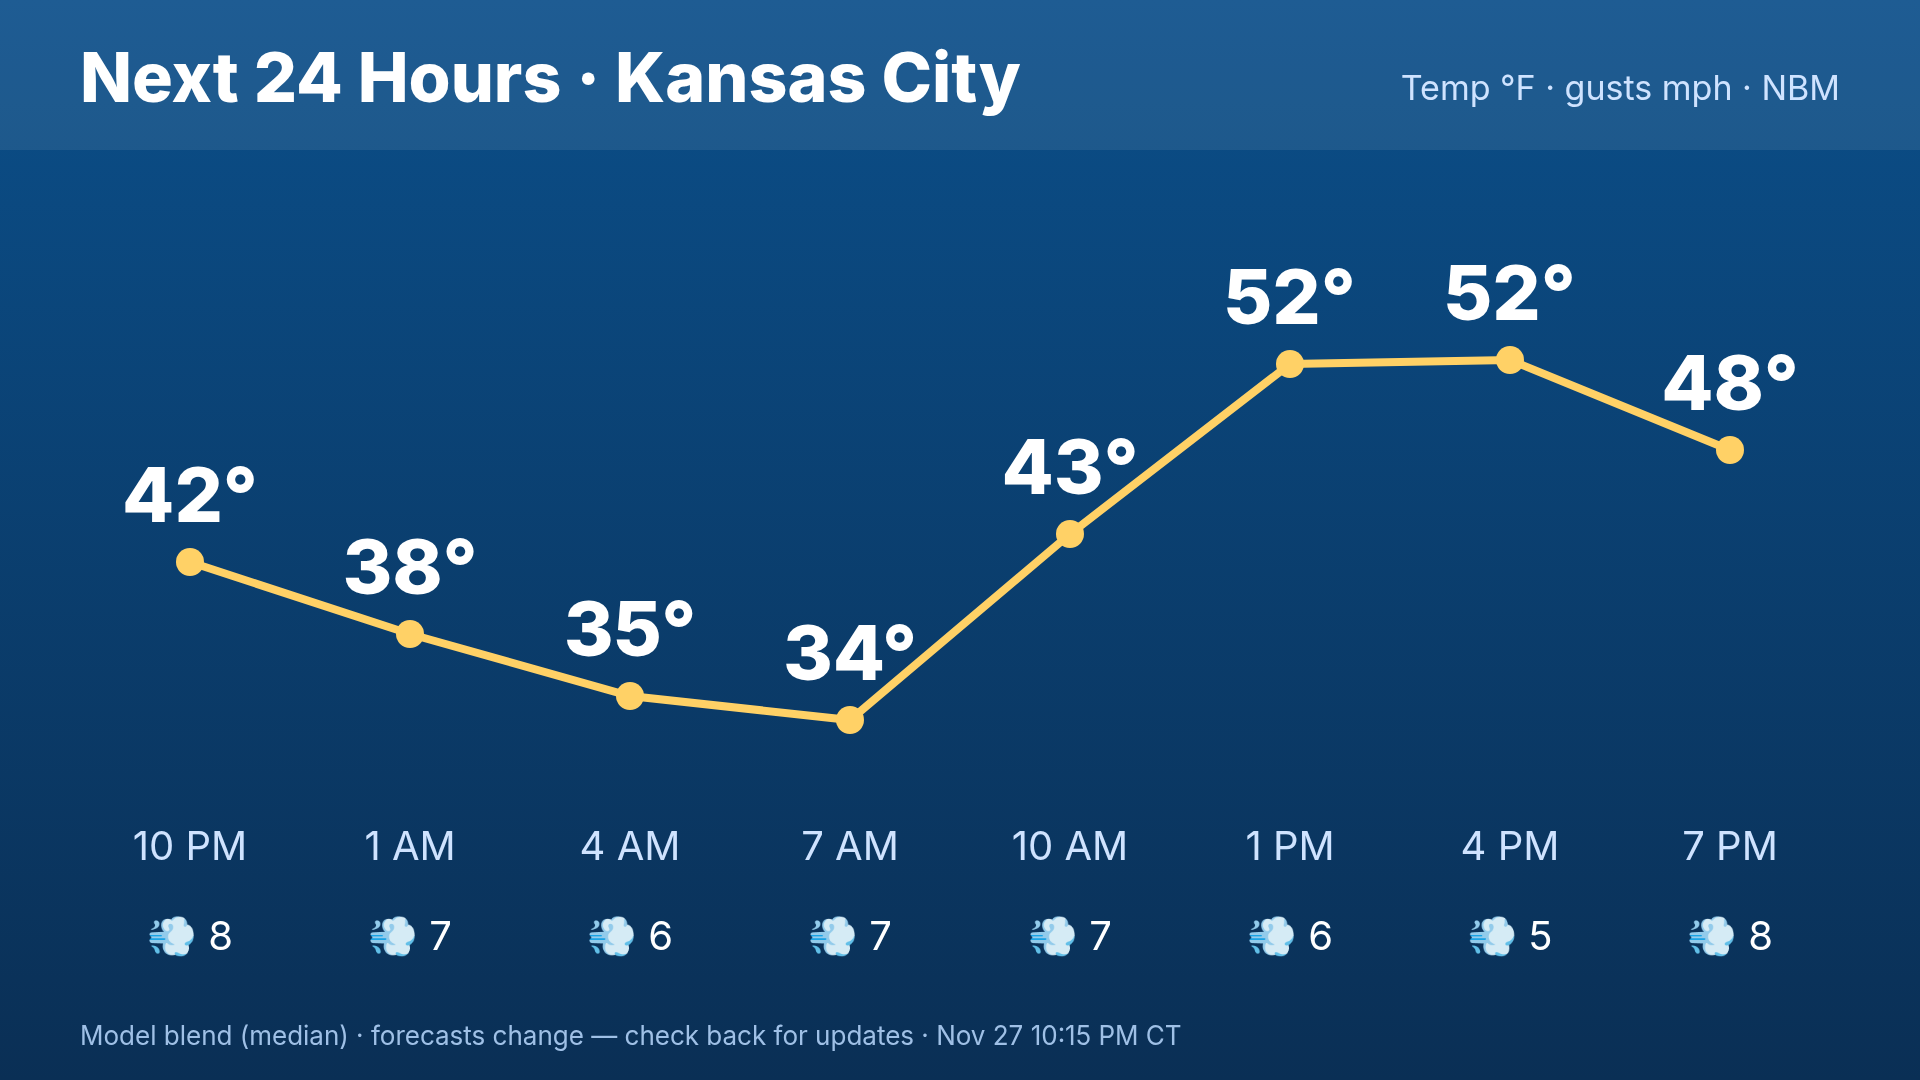 Next 24 Hours · Kansas City
Temp °F · gusts mph · NBM
42°
38°
35°
34°
43°
52°
52°
48°
10 PM
1 AM
4 AM
7 AM
10 AM
1 PM
4 PM
7 PM
💨 8
💨 7
💨 6
💨 7
💨 7
💨 6
💨 5
💨 8
Model blend (median) · forecasts change — check back for updates · Nov 27 10:15 PM CT